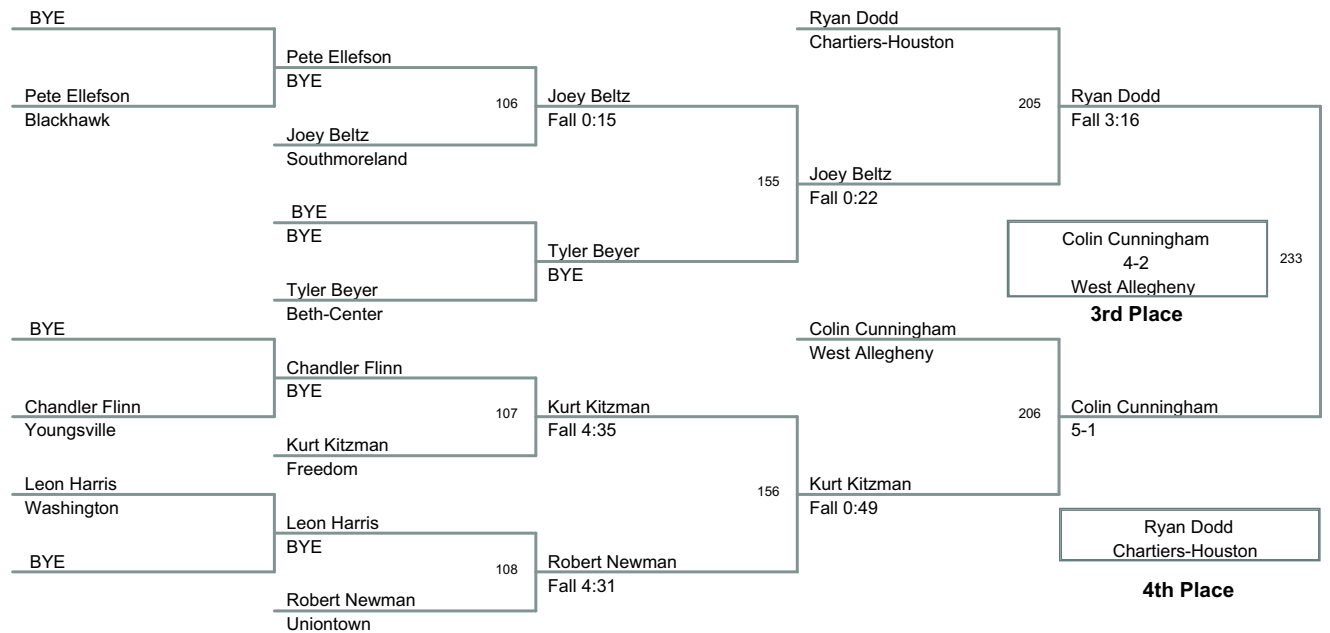 BYE
Pete Ellefson
Blackhawk
Pete Ellefson
BYE
106
Joey Beltz
Southmoreland
Joey Beltz
Fall 0:15
BYE
BYE
Tyler Beyer
Beth-Center
Tyler Beyer
BYE
155
Ryan Dodd
Chartiers-Houston
205
Joey Beltz
Fall 0:22
Ryan Dodd
Fall 3:16
Colin Cunningham
4-2
West Allegheny
233
3rd Place
BYE
Chandler Flinn
Youngsville
Chandler Flinn
BYE
107
Kurt Kitzman
Freedom
Kurt Kitzman
Fall 4:35
Leon Harris
Washington
BYE
Leon Harris
BYE
108
Robert Newman
Uniontown
Robert Newman
Fall 4:31
156
Colin Cunningham
West Allegheny
206
Kurt Kitzman
Fall 0:49
Colin Cunningham
5-1
Ryan Dodd
Chartiers-Houston
4th Place